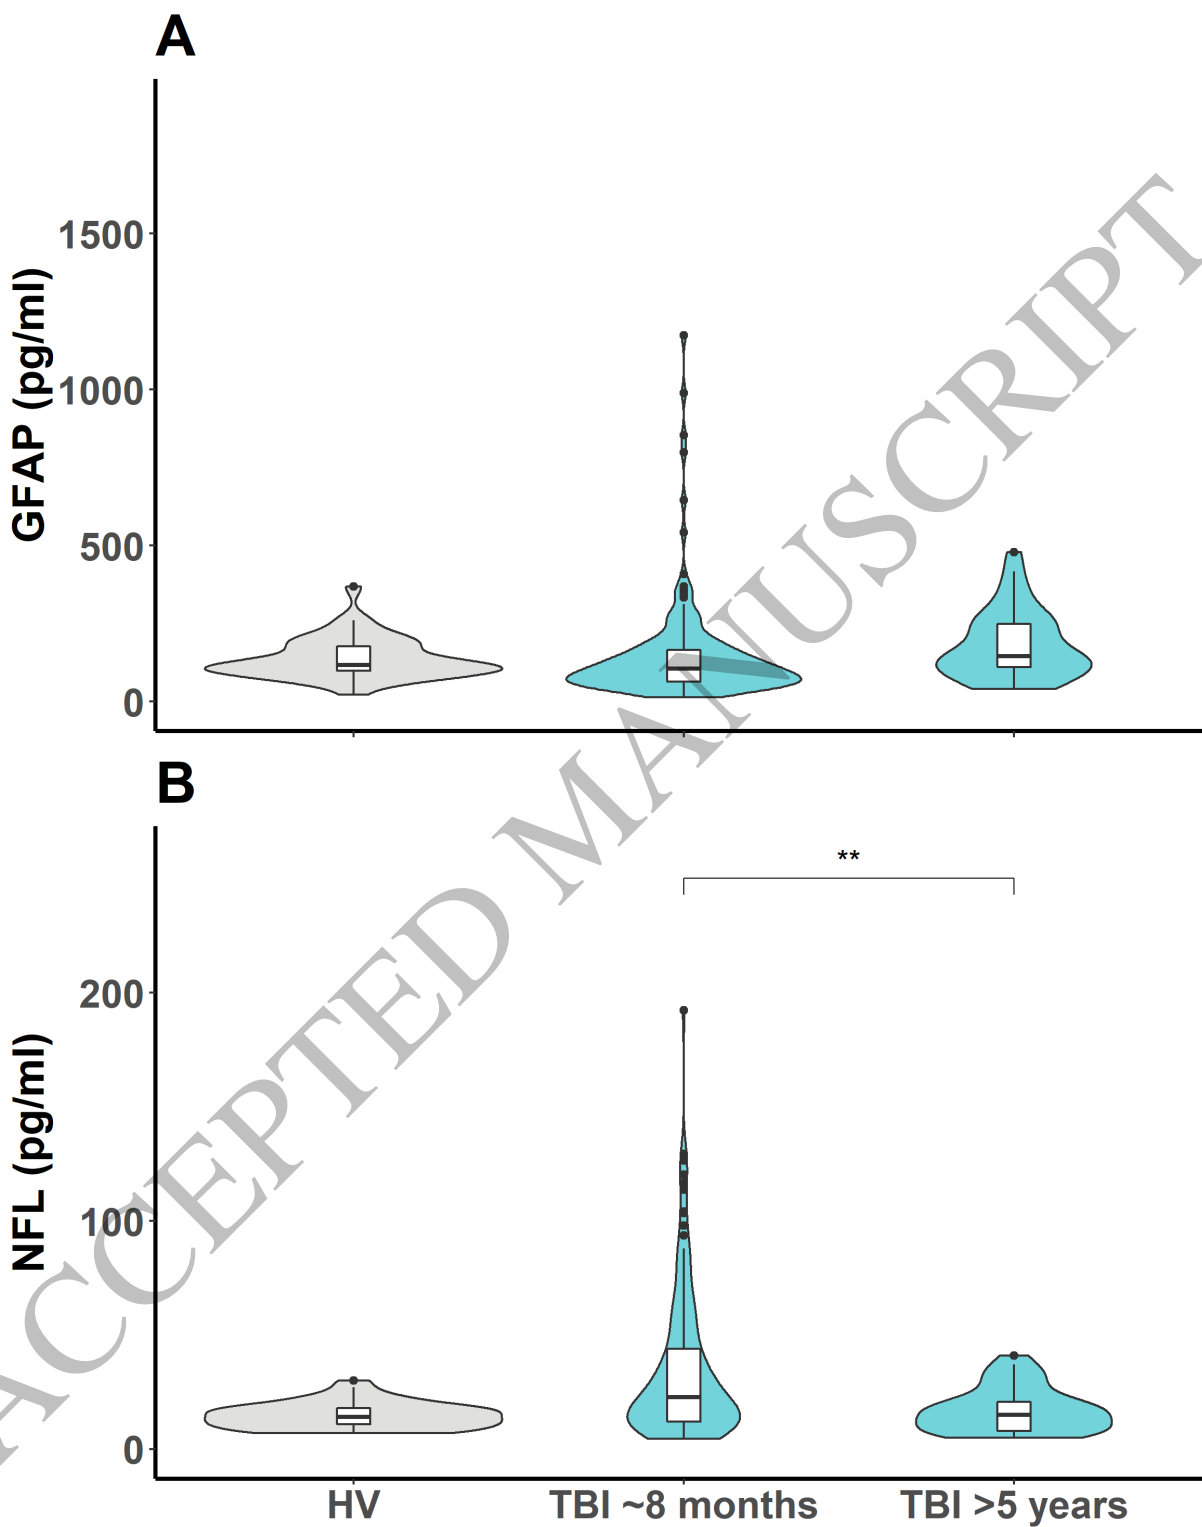 A
1500
1000
500
0
GFAP (pg/ml)
B
**
200
100
0
NFL (pg/ml)
HV TBI ~8 months TBI >5 years
ACCEPTED MANUSCRIPT